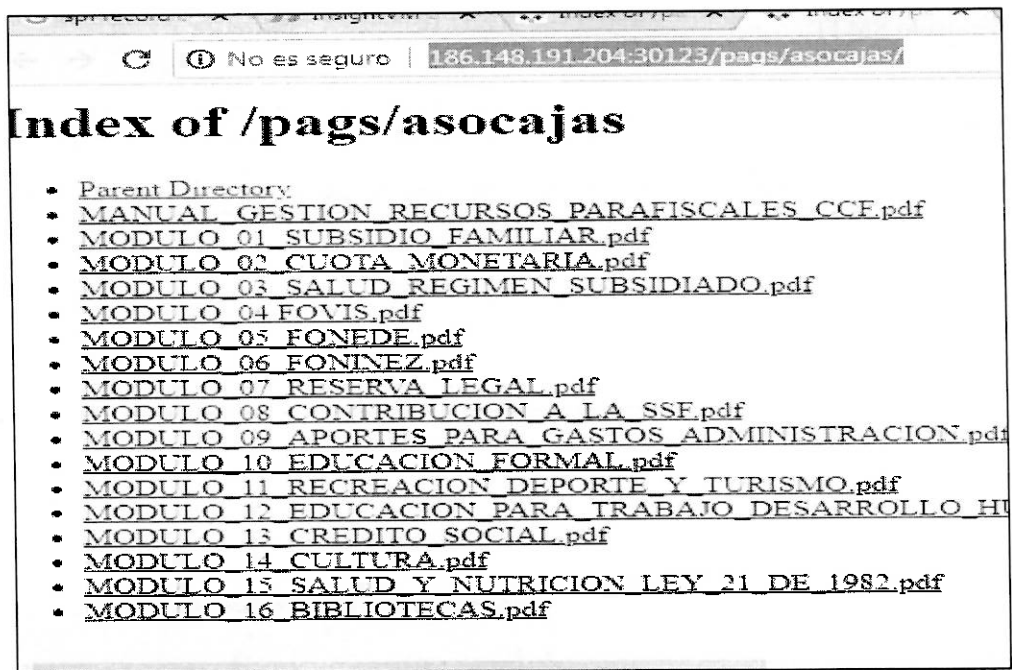 No es seguro | 186.148.191.204:30123/pags/asocajas/
Index of /pags/asocajas
Parent Directory
MANUAL_GESTION_RECURSOS_PARAFISCALES_CCF.pdf
MODULO_01_SUBSIDIO_FAMILIAR.pdf
MODULO_02_CUOTA_MONETARIA.pdf
MODULO_03_SALUD_REGIMEN_SUBSIDIADO.pdf
MODULO_04 FOVIS.pdf
MODULO_05_FONEDE.pdf
MODULO_06_FONINEZ.pdf
MODULO_07_RESERVA_LEGAL.pdf
MODULO_08_CONTRIBUCION_A_LA_SSF.pdf
MODULO_09_APORTES_PARA_GASTOS_ADMINISTRACION.pdf
MODULO_10_EDUCACION_FORMAL.pdf
MODULO_11_RECREACION_DEPORTE_Y_TURISMO.pdf
MODULO_12_EDUCACION_PARA_TRABAJO_DESARROLLO_HU
MODULO_13_CREDITO_SOCIAL.pdf
MODULO_14_CULTURA.pdf
MODULO_15_SALUD_Y_NUTRICION_LEY_21_DE_1982.pdf
MODULO_16_BIBLIOTECAS.pdf